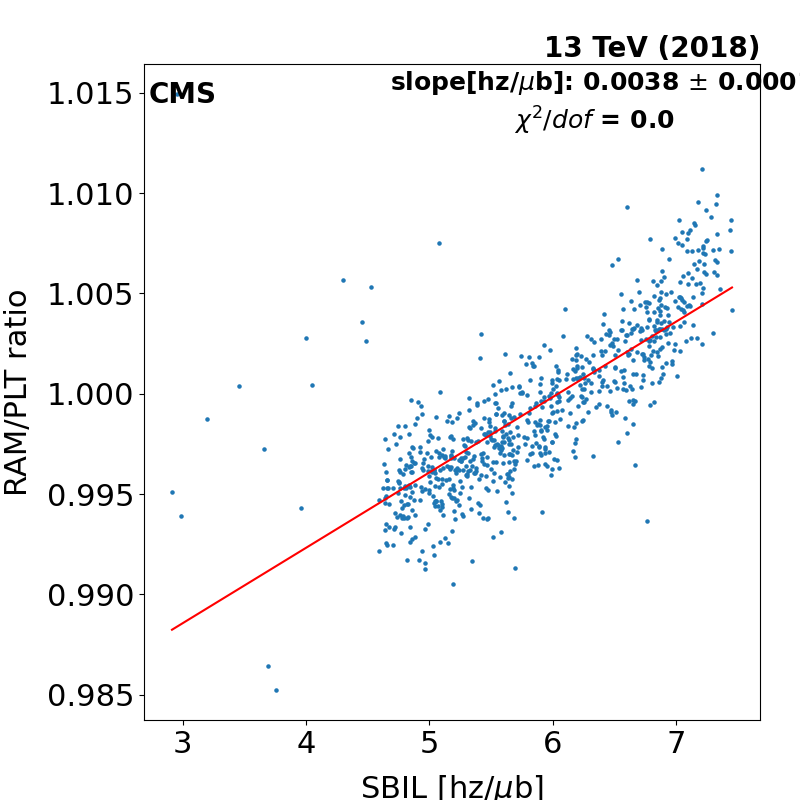 13 TeV (2018)
CMS
slope[hz/μb]: 0.0038 ± 0.000
χ²/dof = 0.0
1.015
1.010
1.005
1.000
0.995
0.990
0.985
RAM/PLT ratio
3 4 5 6 7
SBIL [hz/μb]